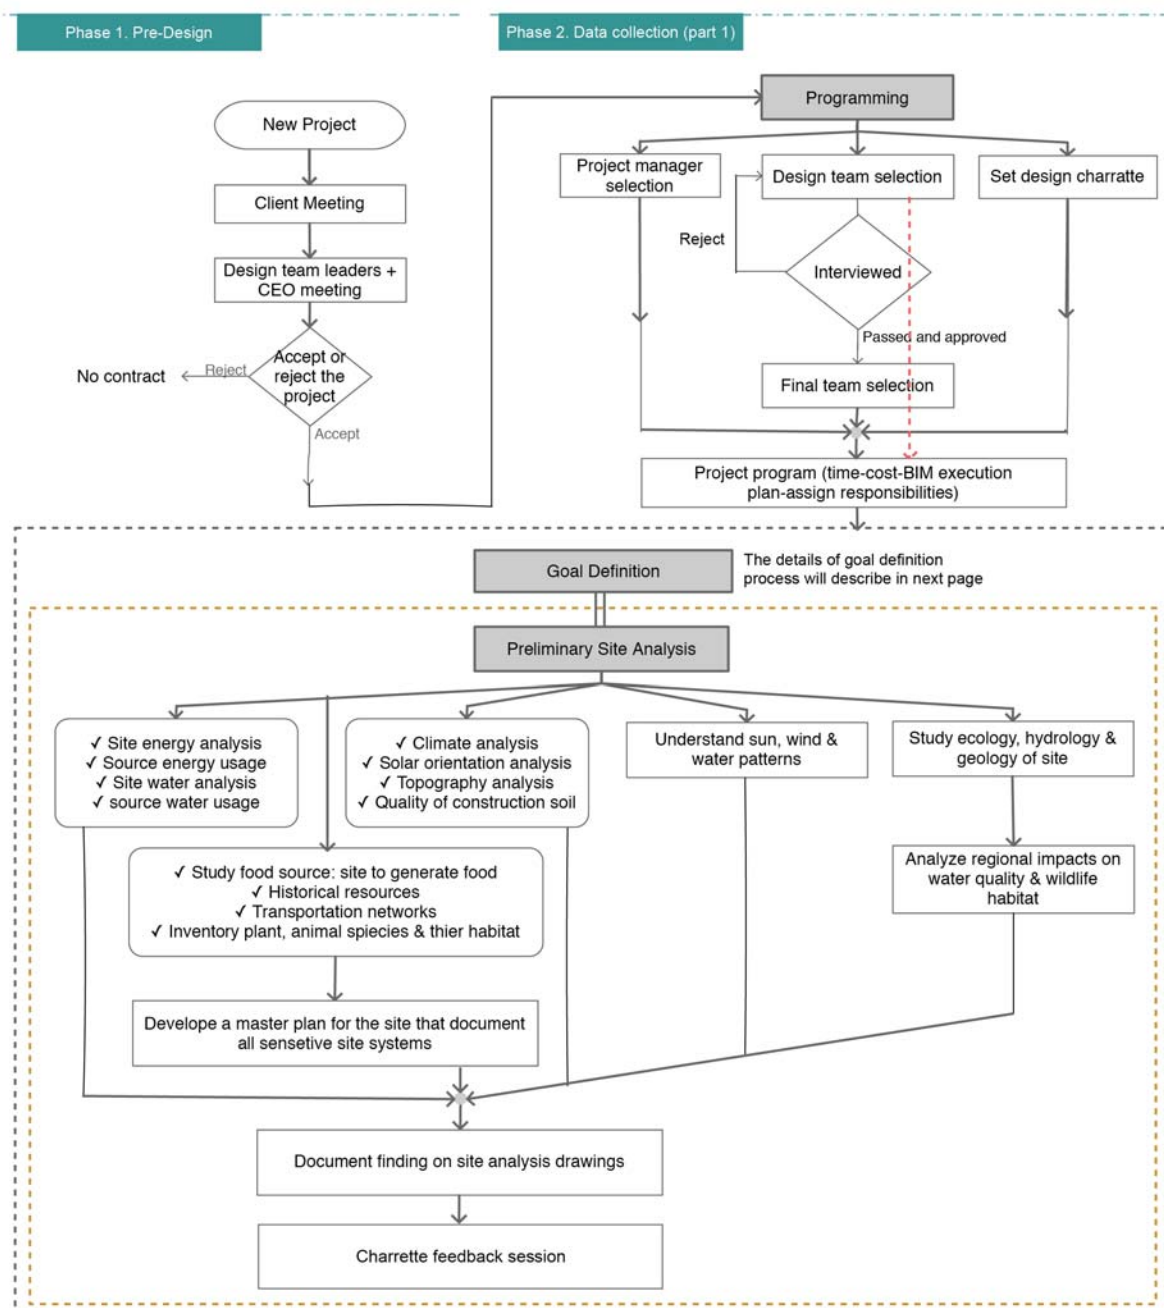 Phase 1. Pre-Design
Phase 2. Data collection (part 1)
New Project
Client Meeting
Design team leaders +
CEO meeting
Accept or
reject the
project
Reject
No contract
Accept
Programming
Project manager
selection
Design team selection
Set design charratte
Reject
Interviewed
Passed and approved
Final team selection
Project program (time-cost-BIM execution
plan-assign responsibilities)
Goal Definition
The details of goal definition
process will describe in next page
Preliminary Site Analysis
✓ Site energy analysis
✓ Source energy usage
✓ Site water analysis
✓ source water usage
✓ Climate analysis
✓ Solar orientation analysis
✓ Topography analysis
✓ Quality of construction soil
Understand sun, wind &
water patterns
Study ecology, hydrology &
geology of site
✓ Study food source: site to generate food
✓ Historical resources
✓ Transportation networks
✓ Inventory plant, animal spiecies & thier habitat
Analyze regional impacts on
water quality & wildlife
habitat
Develope a master plan for the site that document
all sensetive site systems
Document finding on site analysis drawings
Charrette feedback session